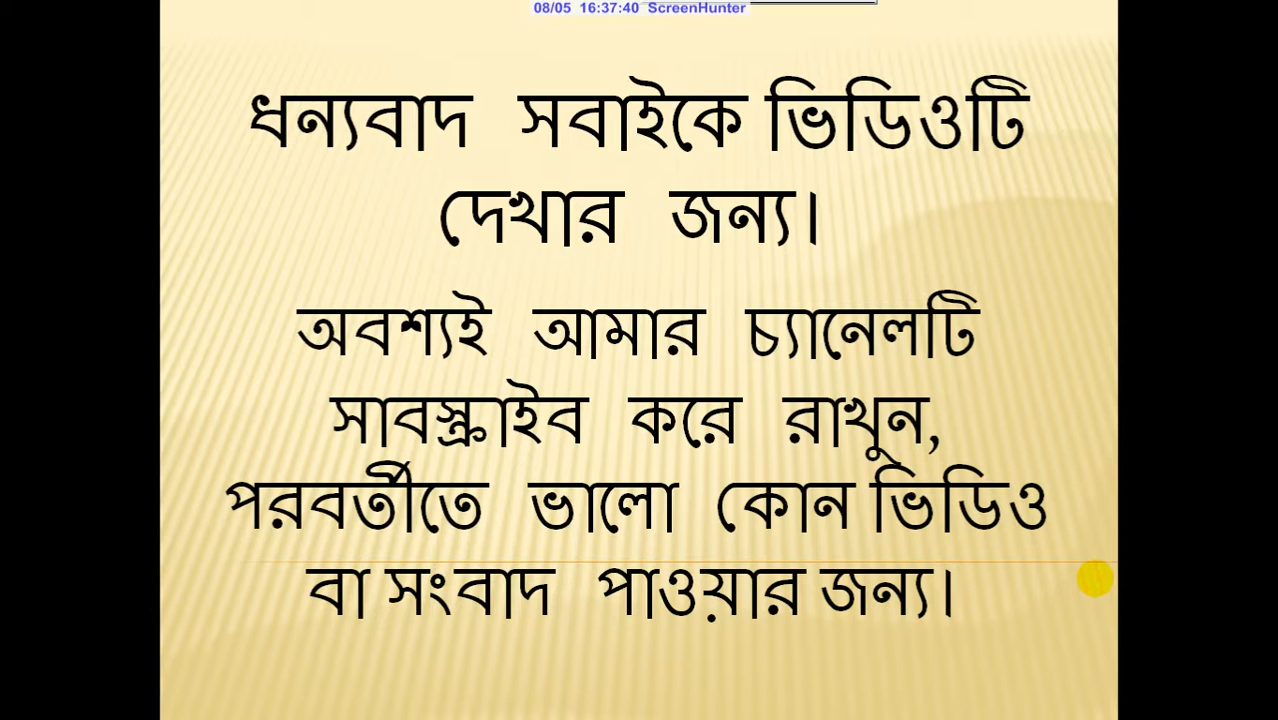 08/05 16:37:40 ScreenHunter
ধন্যবাদ সবাইকে ভিডিওটি
দেখার জন্য।
অবশ্যই আমার চ্যানেলটি
সাবস্ক্রাইব করে রাখুন,
পরবর্তীতে ভালো কোন ভিডিও
বা সংবাদ পাওয়ার জন্য।